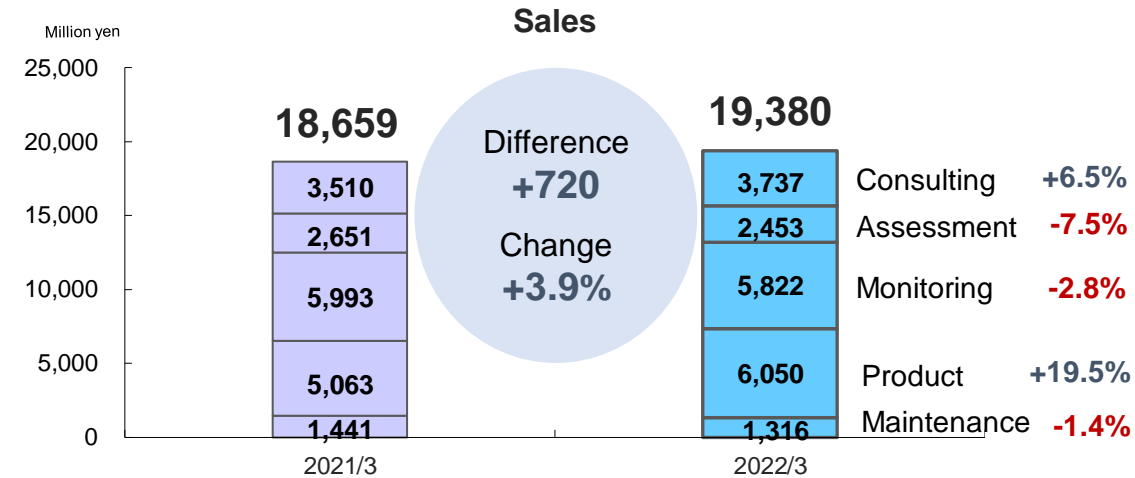 Sales
Million yen
25,000
20,000
15,000
10,000
5,000
0
18,659
3,510
2,651
5,993
5,063
1,441
2021/3
Difference
+720
Change
+3.9%
19,380
3,737
2,453
5,822
6,050
1,316
2022/3
Consulting +6.5%
Assessment -7.5%
Monitoring -2.8%
Product +19.5%
Maintenance -1.4%